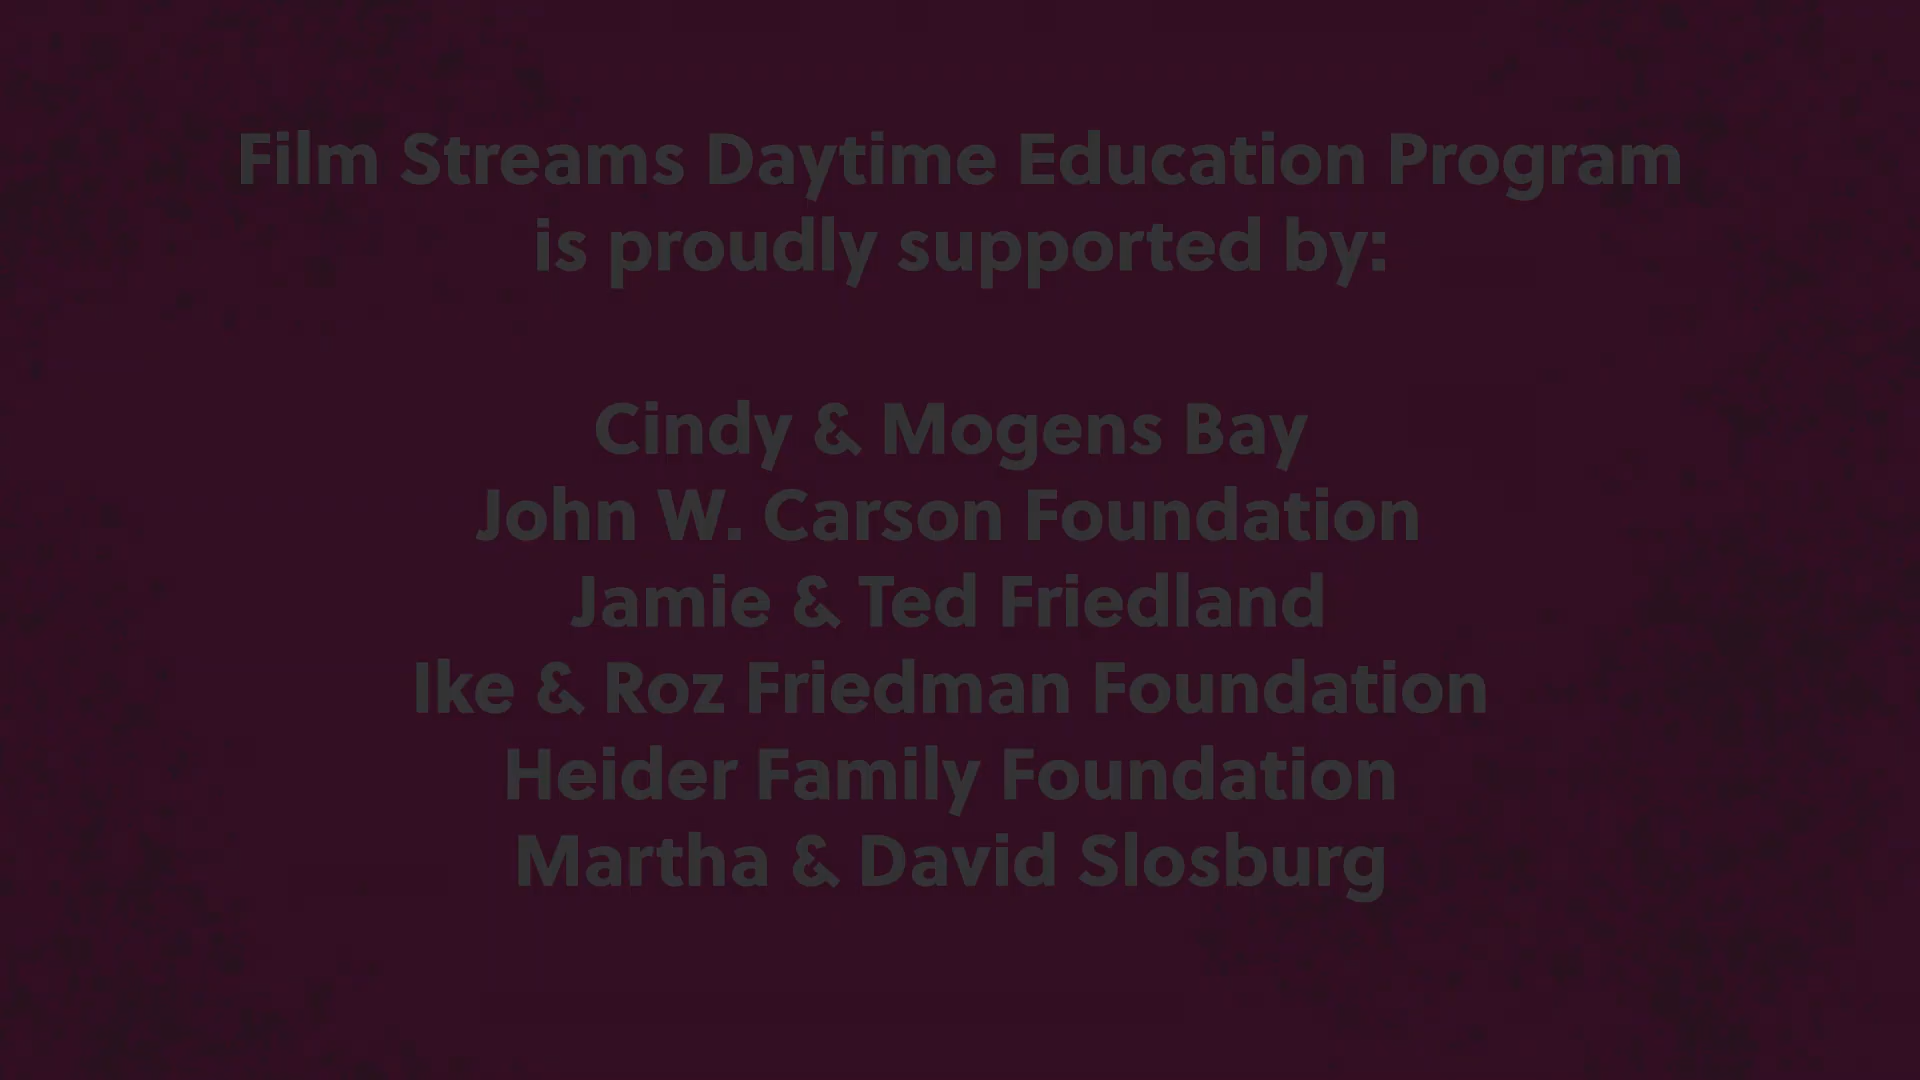 Film Streams Daytime Education Program
is proudly supported by:
Cindy & Mogens Bay
John W. Carson Foundation
Jamie & Ted Friedland
Ike & Roz Friedman Foundation
Heider Family Foundation
Martha & David Slosburg